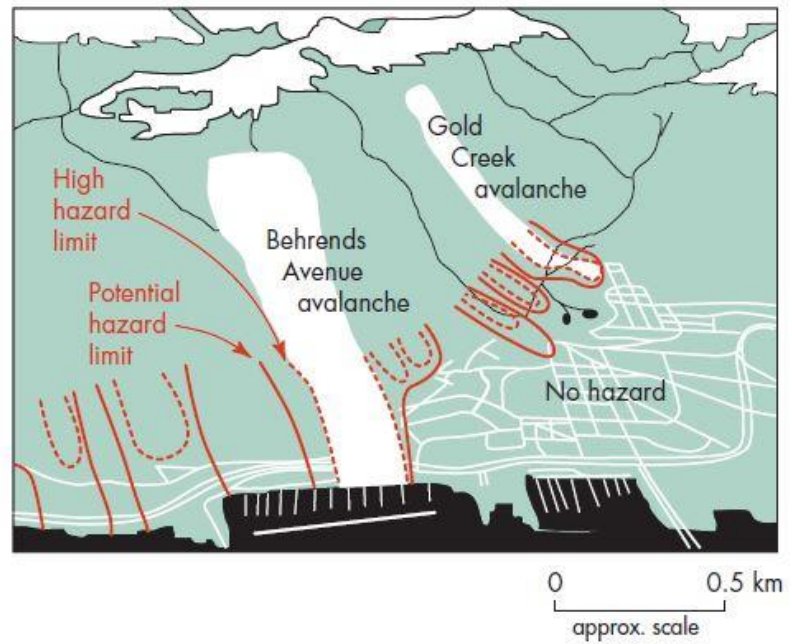 Gold
Creek
avalanche
High
hazard
limit
Behrends
Avenue
avalanche
Potential
hazard
limit
No hazard
0 0.5 km
approx. scale